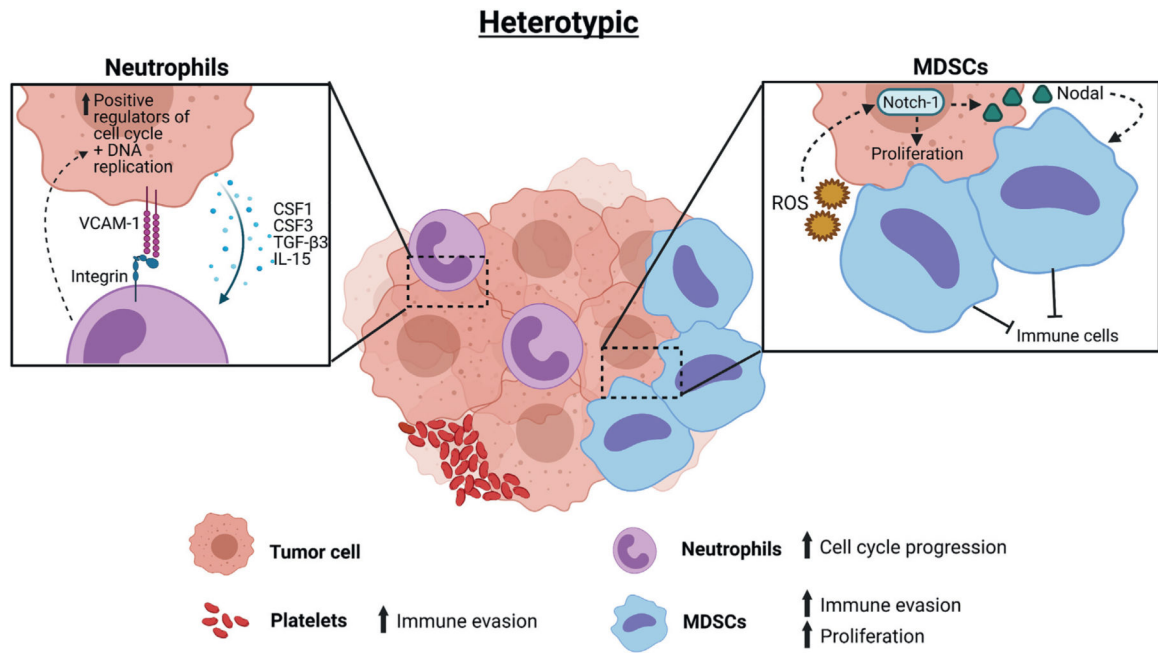 Heterotypic
Neutrophils
Positive
regulators of
cell cycle
+ DNA
replication
VCAM-1
Integrin
CSF1
CSF3
TGF-β3
IL-15
MDSCs
Notch-1
Nodal
Proliferation
ROS
Immune cells
Tumor cell
Neutrophils Cell cycle progression
Platelets Immune evasion
MDSCs
Immune evasion
Proliferation